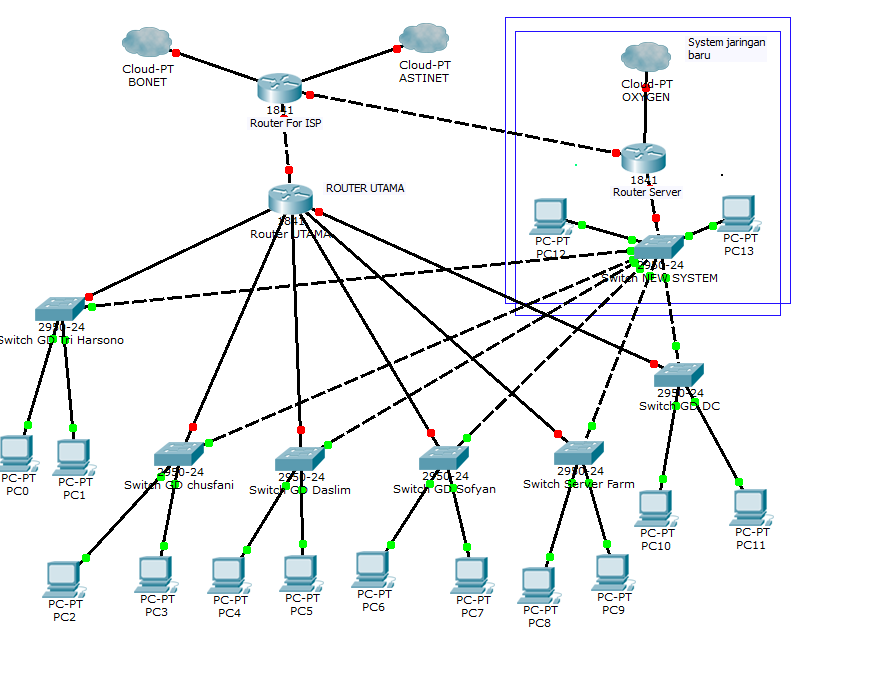 Cloud-PT
BONET
Cloud-PT
ASTINET
System jaringan
baru
Cloud-PT
OXYGEN
1841
Router For ISP
1841
Router Server
ROUTER UTAMA
1841
Router UTAMA
PC-PT
PC12
PC-PT
PC13
2950-24
Switch NEW SYSTEM
2950-24
Switch GD Tri Harsono
2950-24
Switch GD DC
2950-24
Switch GD chusfani
2950-24
Switch GD Daslim
2950-24
Switch GD Sofyan
2950-24
Switch Server Farm
PC-PT
PC0
PC-PT
PC1
PC-PT
PC10
PC-PT
PC11
PC-PT
PC2
PC-PT
PC3
PC-PT
PC4
PC-PT
PC5
PC-PT
PC6
PC-PT
PC7
PC-PT
PC8
PC-PT
PC9